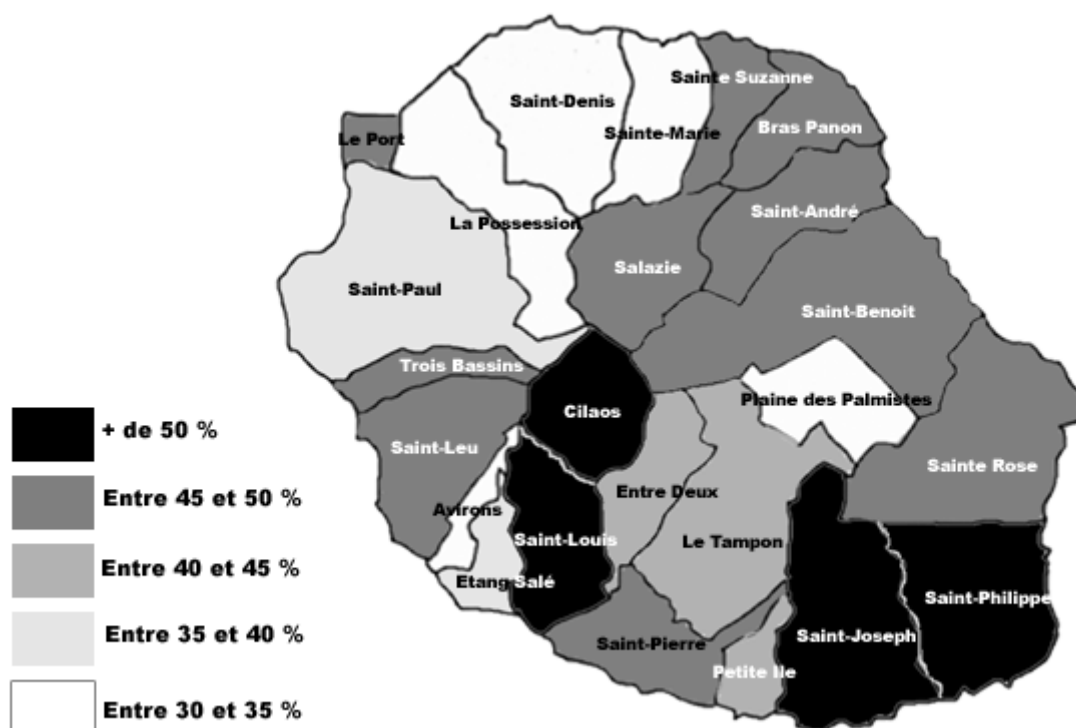 Saint-Denis
Sainte Suzanne
Sainte-Marie
Bras Panon
Le Port
La Possession
Saint-André
Salazie
Saint-Paul
Saint-Benoit
Trois Bassins
Cilaos
Plaine des Palmistes
Saint-Leu
Sainte Rose
Entre Deux
Avirons
Saint-Louis
Le Tampon
Etang Salé
Saint-Philippe
Saint-Joseph
Saint-Pierre
Petite Ile
+ de 50 %
Entre 45 et 50 %
Entre 40 et 45 %
Entre 35 et 40 %
Entre 30 et 35 %